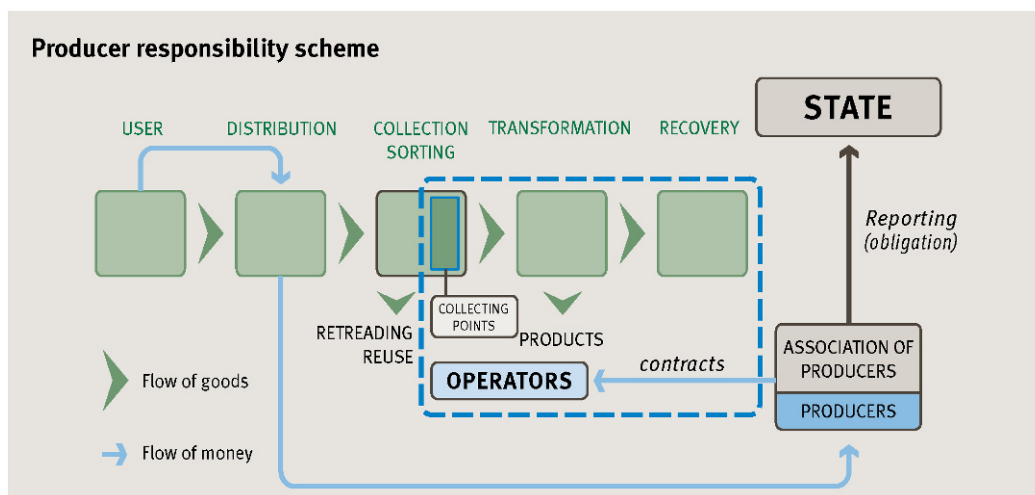 Producer responsibility scheme
STATE
USER
DISTRIBUTION
COLLECTION
SORTING
TRANSFORMATION
RECOVERY
Reporting
(obligation)
COLLECTING
POINTS
RETREADING
REUSE
PRODUCTS
ASSOCIATION OF
PRODUCERS
PRODUCERS
contracts
OPERATORS
Flow of goods
Flow of money